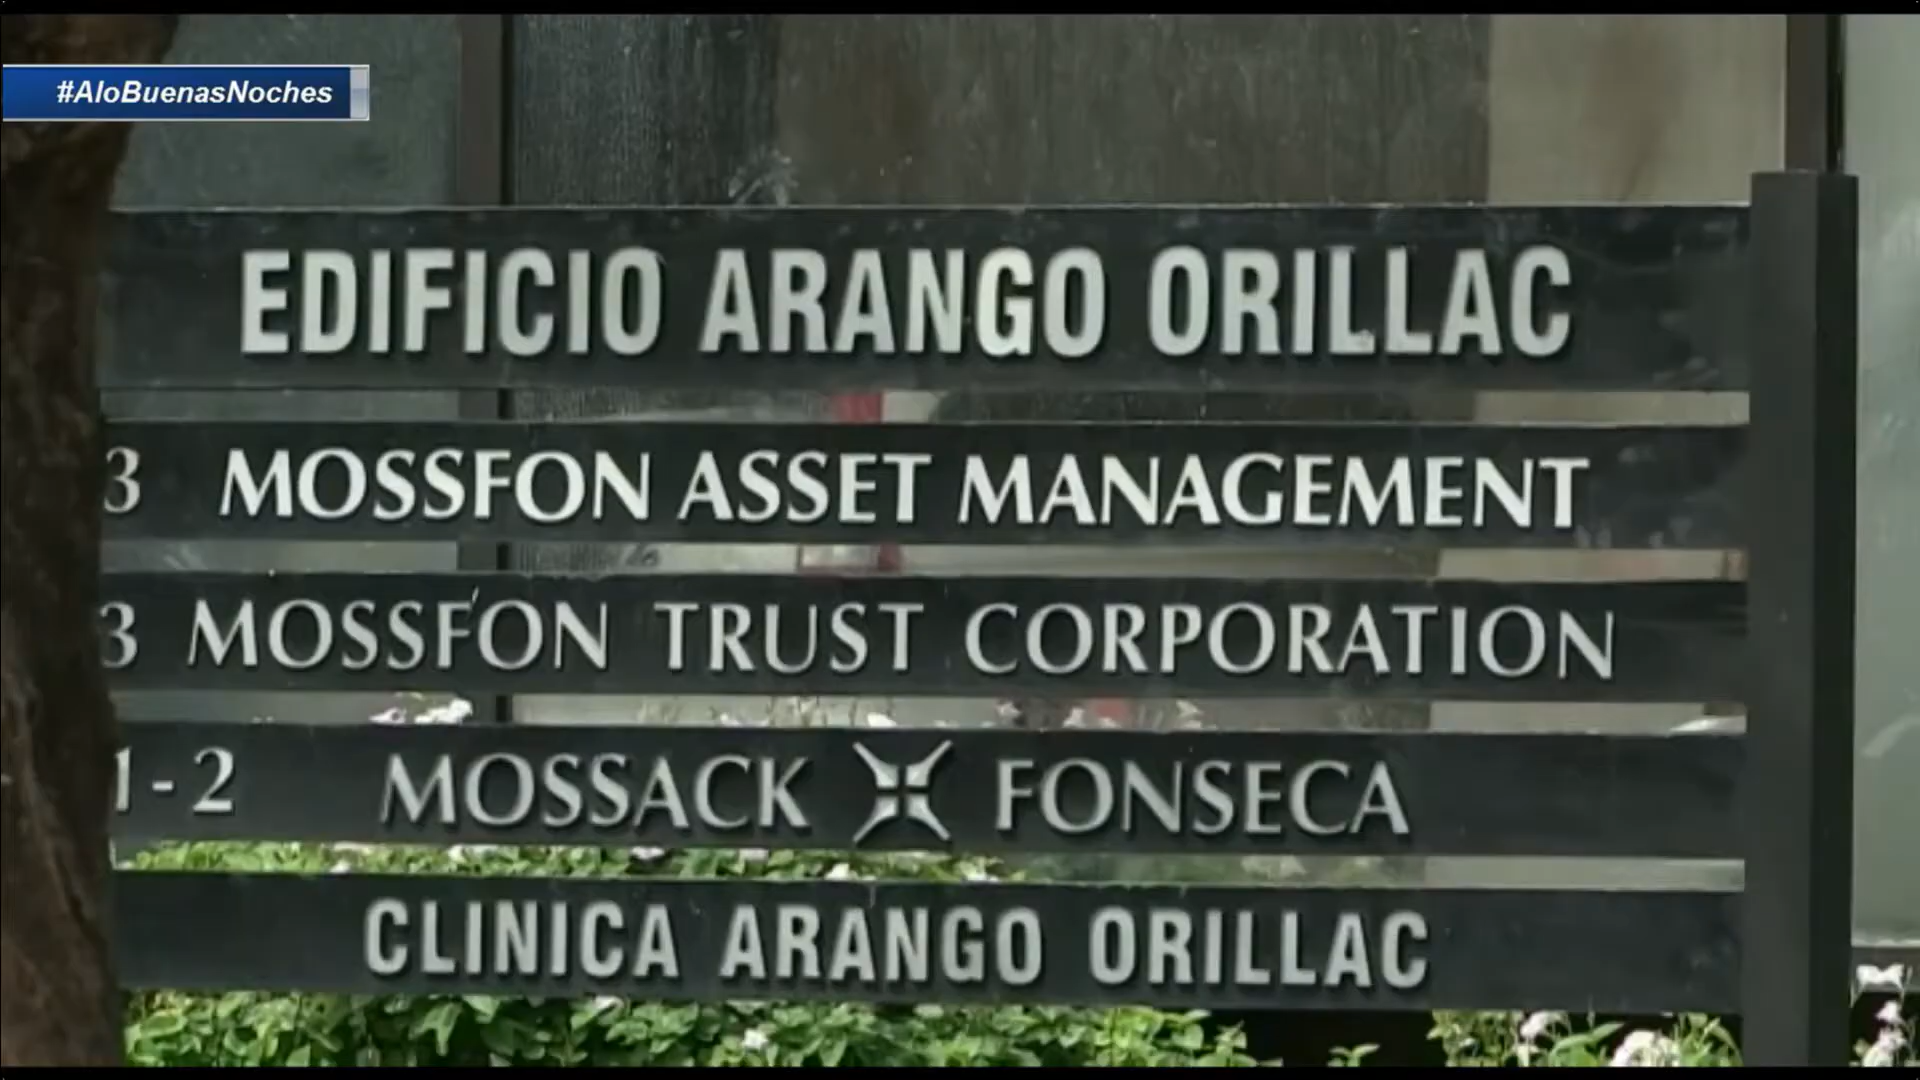 #AloBuenasNoches
EDIFICIO ARANGO ORILLAC
3 MOSSFON ASSET MANAGEMENT
3 MOSSFON TRUST CORPORATION
1-2 MOSSACK FONSECA
CLINICA ARANGO ORILLAC